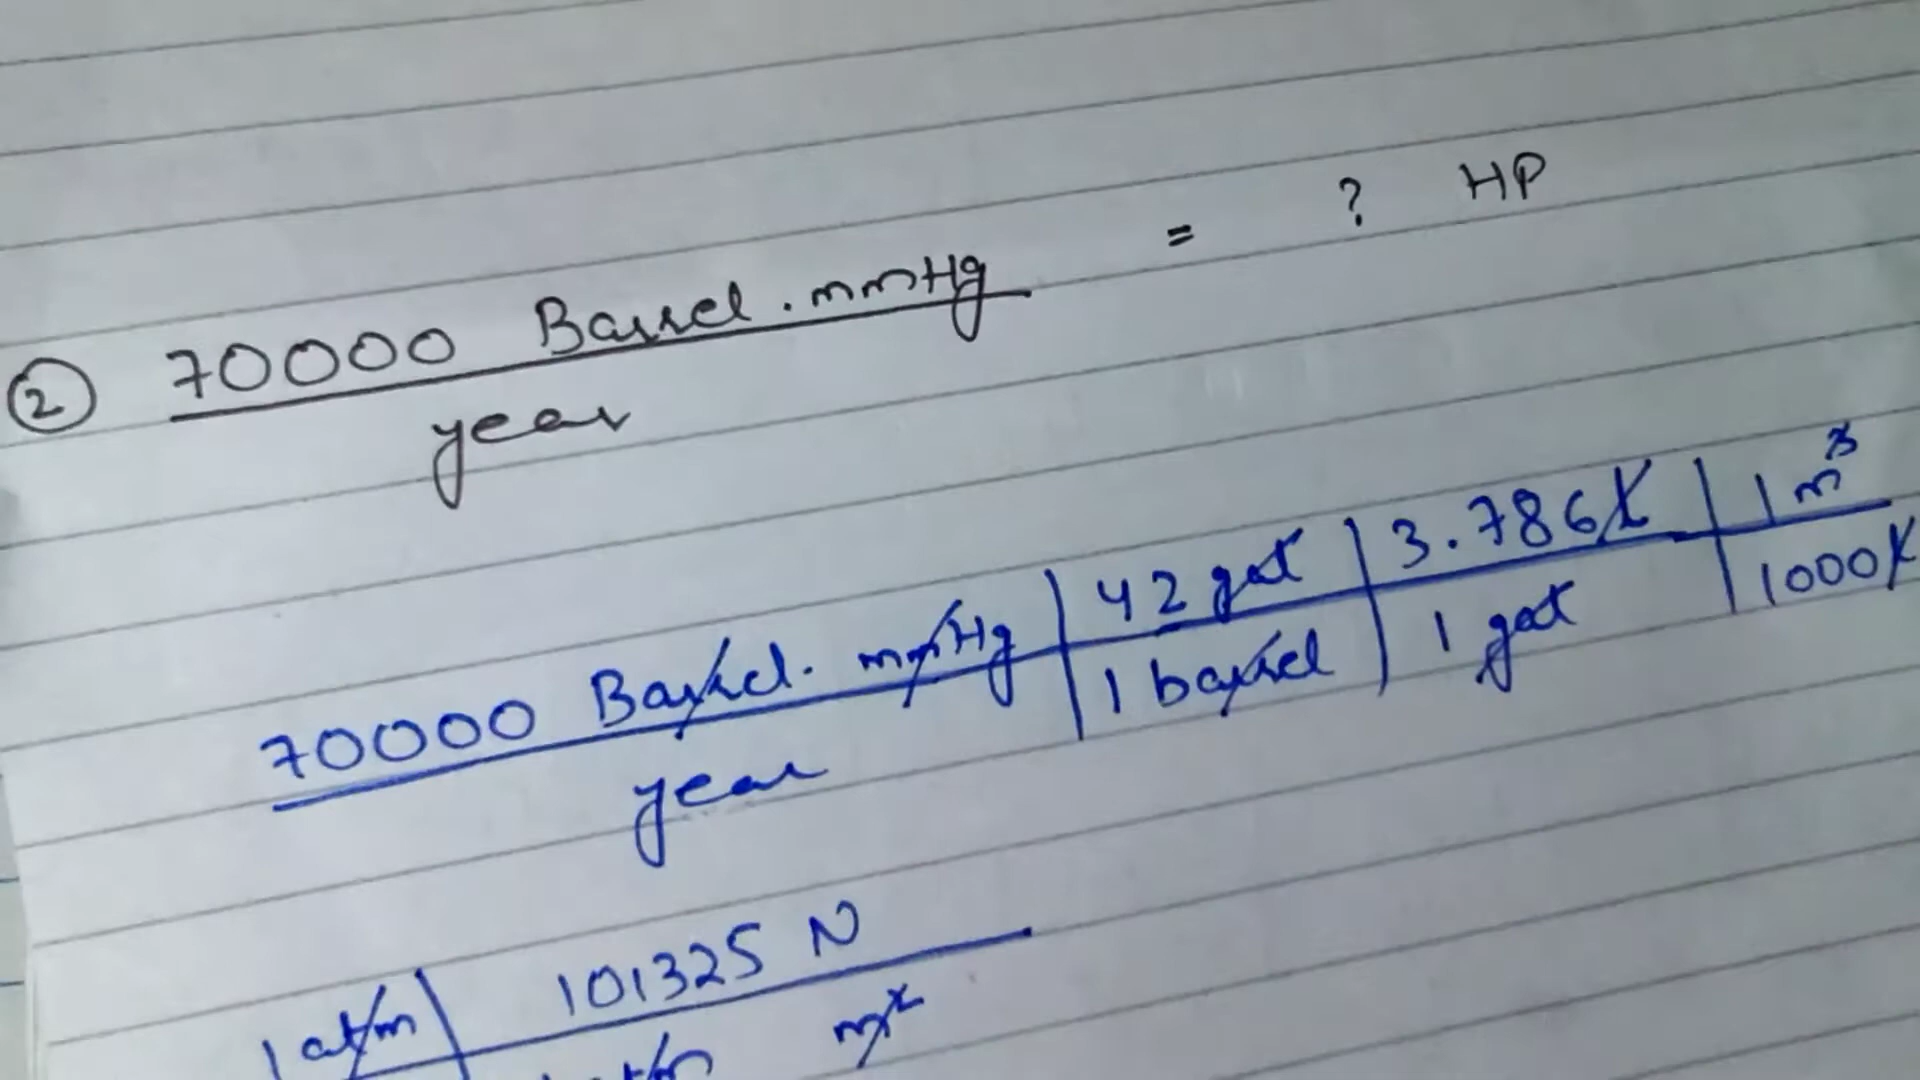 = ? HP
② 70000 Barrel . mmHg
year
70000 Barrel . mmHg | 42 gal | 3.786 L | 1 m³
year 1 barrel | 1 gal | 1000 L
1 atm | 101325 N
atm m²